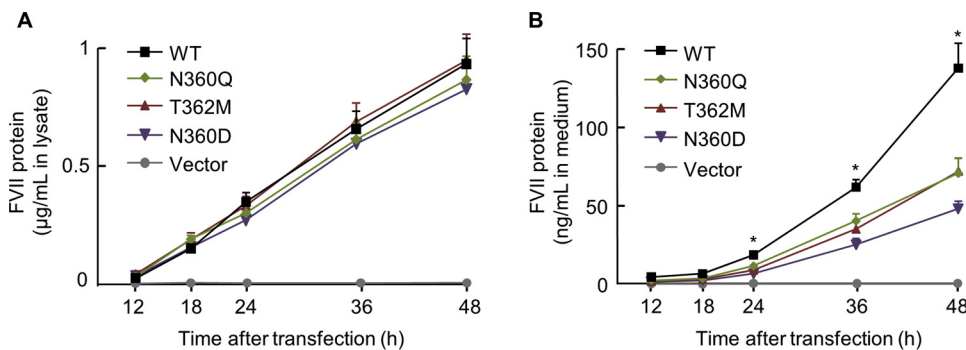 A
WT
N360Q
T362M
N360D
Vector
FVII protein
(µg/mL in lysate)
1
0.5
0
12 18 24 36 48
Time after transfection (h)
B
WT
N360Q
T362M
N360D
Vector
FVII protein
(ng/mL in medium)
150
100
50
0
* * *
12 18 24 36 48
Time after transfection (h)